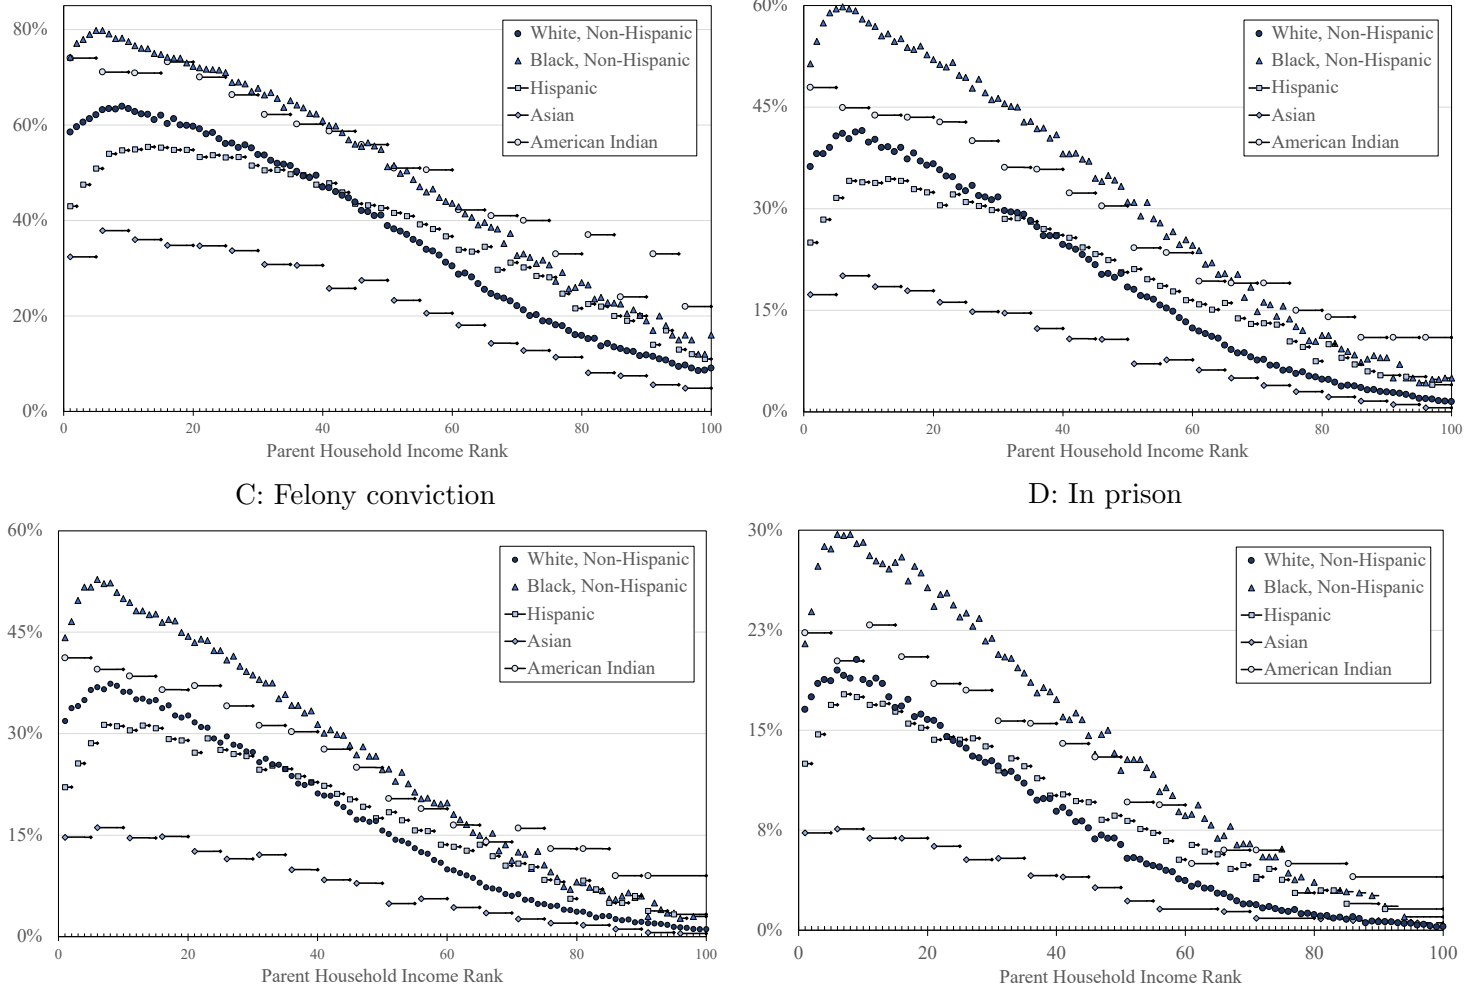 80%
60%
40%
20%
0%
0 20 40 60 80 100
Parent Household Income Rank
White, Non-Hispanic
Black, Non-Hispanic
Hispanic
Asian
American Indian
60%
45%
30%
15%
0%
0 20 40 60 80 100
Parent Household Income Rank
White, Non-Hispanic
Black, Non-Hispanic
Hispanic
Asian
American Indian
C: Felony conviction
60%
45%
30%
15%
0%
0 20 40 60 80 100
Parent Household Income Rank
White, Non-Hispanic
Black, Non-Hispanic
Hispanic
Asian
American Indian
D: In prison
30%
23%
15%
8%
0%
0 20 40 60 80 100
Parent Household Income Rank
White, Non-Hispanic
Black, Non-Hispanic
Hispanic
Asian
American Indian